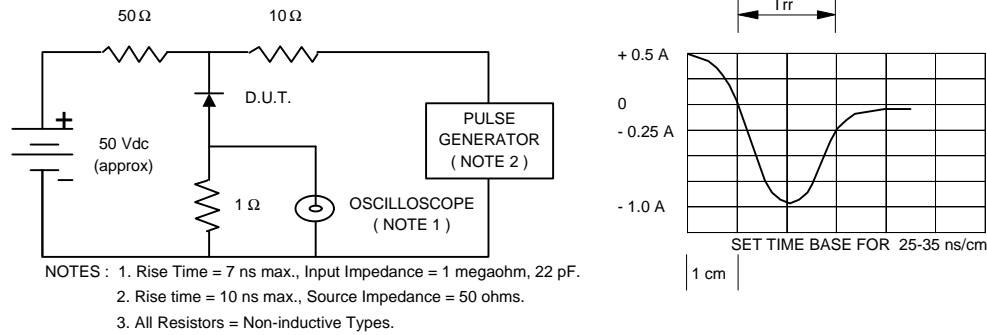 50 Ω
10 Ω
D.U.T.
+
50 Vdc
(approx)
−
1 Ω
PULSE
GENERATOR
( NOTE 2 )
OSCILLOSCOPE
( NOTE 1 )
Trr
+ 0.5 A
0
- 0.25 A
- 1.0 A
SET TIME BASE FOR 25-35 ns/cm
1 cm
NOTES : 1. Rise Time = 7 ns max., Input Impedance = 1 megaohm, 22 pF.
2. Rise time = 10 ns max., Source Impedance = 50 ohms.
3. All Resistors = Non-inductive Types.